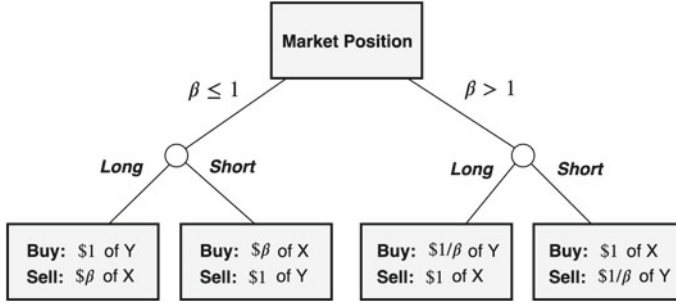 Market Position
β ≤ 1
β > 1
Long
Short
Long
Short
Buy: $1 of Y
Sell: $β of X
Buy: $β of X
Sell: $1 of Y
Buy: $1/β of Y
Sell: $1 of X
Buy: $1 of X
Sell: $1/β of Y